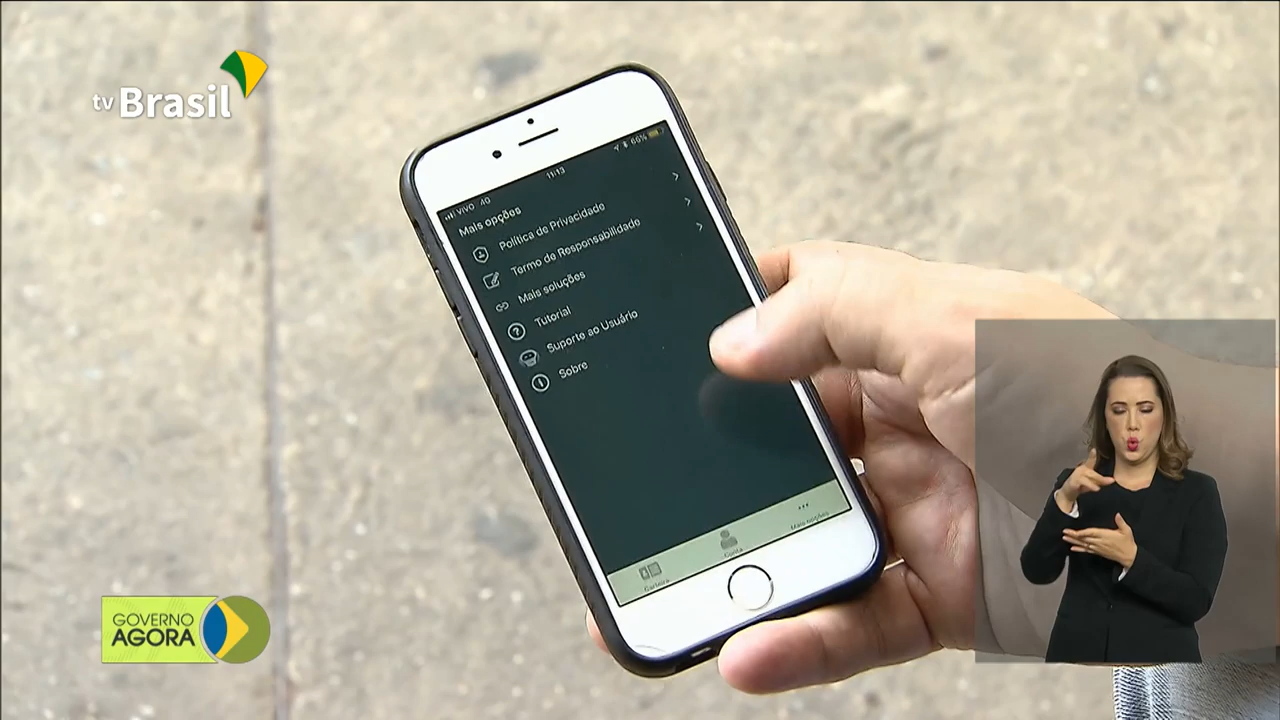 tv Brasil
VIVO 4G
11:13
66%
Mais opções
Política de Privacidade
Termo de Responsabilidade
Mais soluções
Tutorial
Suporte ao Usuário
Sobre
Carteira
Conta
Mais opções
GOVERNO
AGORA